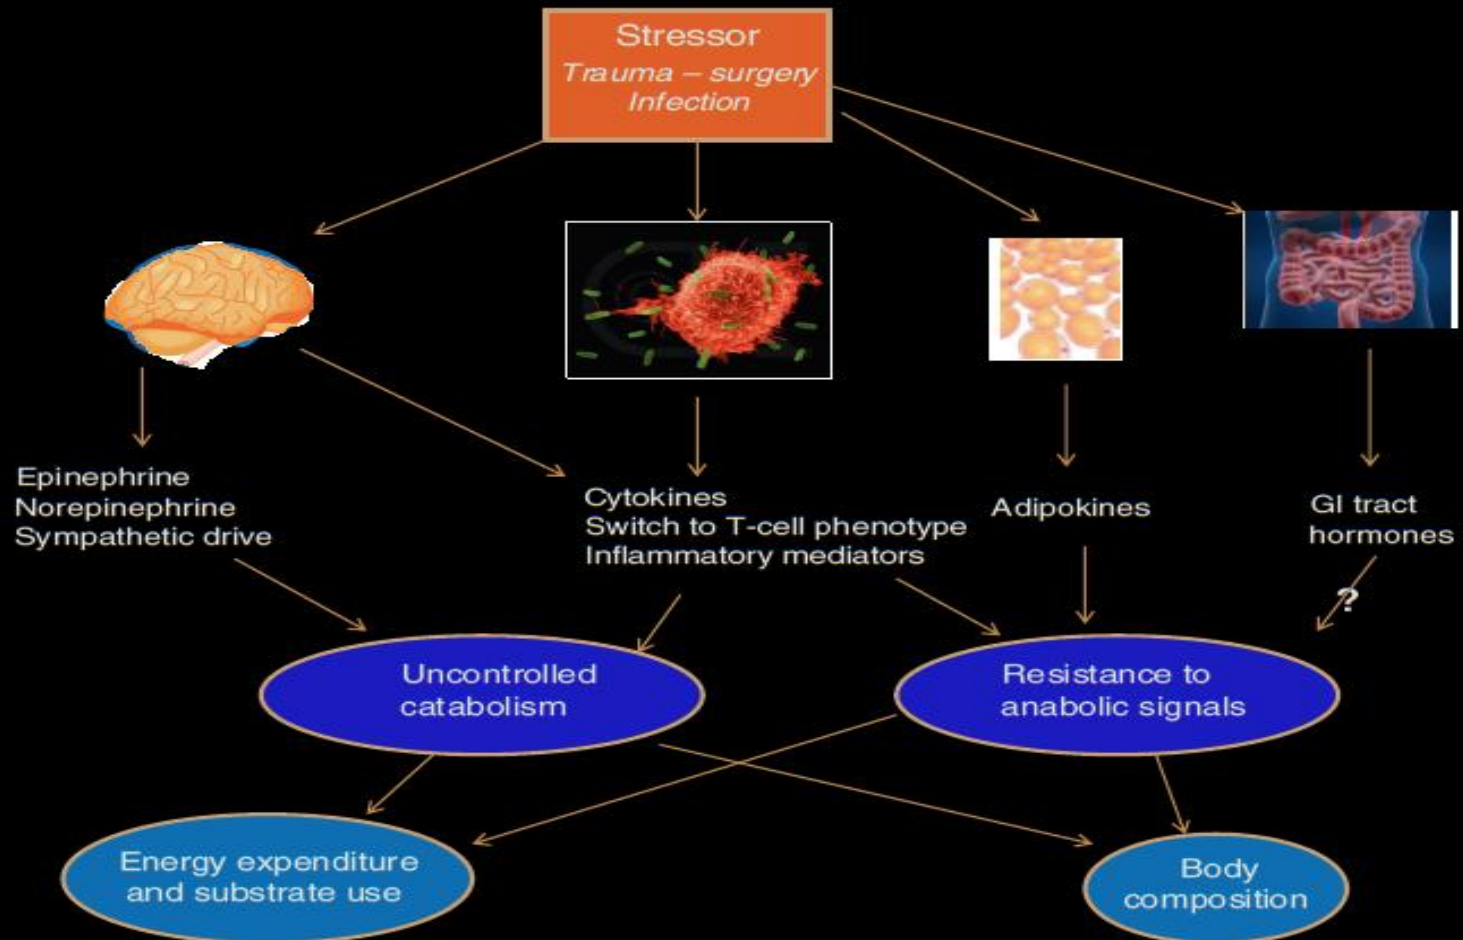 Stressor
Trauma – surgery
Infection
Epinephrine
Norepinephrine
Sympathetic drive
Cytokines
Switch to T-cell phenotype
Inflammatory mediators
Adipokines
GI tract
hormones
?
Uncontrolled
catabolism
Resistance to
anabolic signals
Energy expenditure
and substrate use
Body
composition